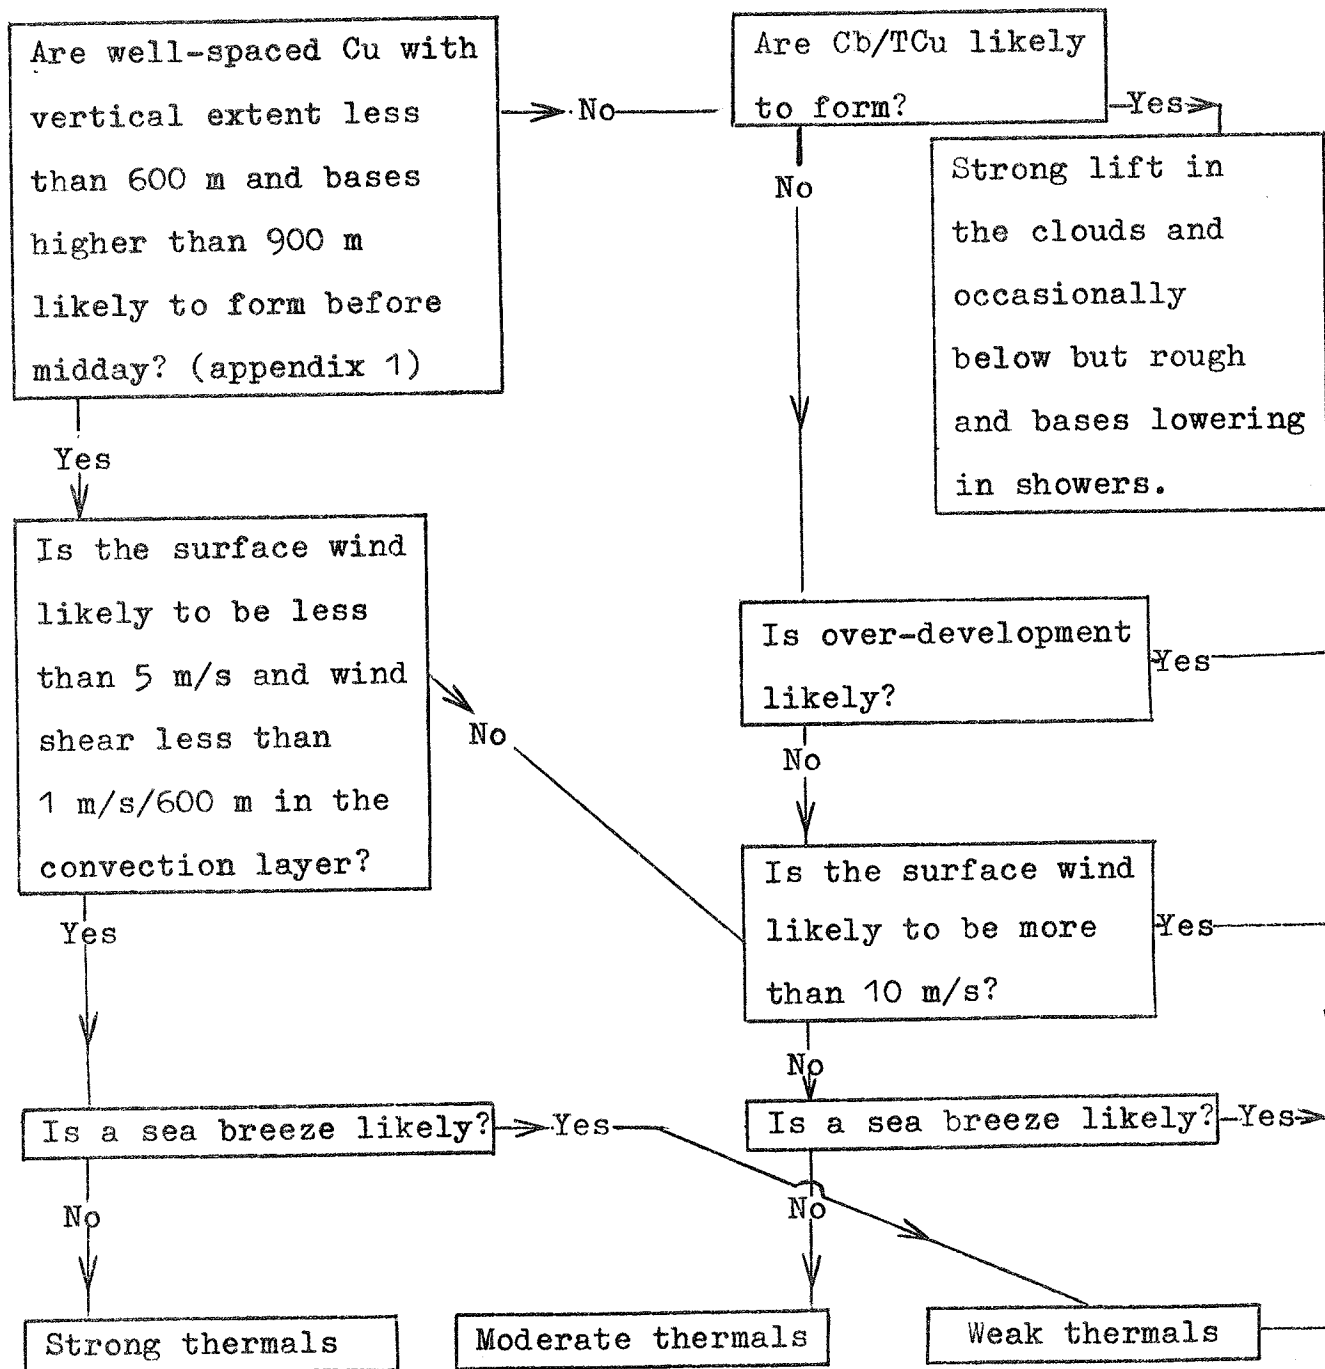 Are well-spaced Cu with
vertical extent less
than 600 m and bases
higher than 900 m
likely to form before
midday? (appendix 1)
No
Are Cb/TCu likely
to form?
Yes
No
Strong lift in
the clouds and
occasionally
below but rough
and bases lowering
in showers.
Yes
Is the surface wind
likely to be less
than 5 m/s and wind
shear less than
1 m/s/600 m in the
convection layer?
No
Is over-development
likely?
Yes
No
Is the surface wind
likely to be more
than 10 m/s?
Yes
Yes
No
Is a sea breeze likely?
Yes
Is a sea breeze likely?
Yes
No
No
Strong thermals
Moderate thermals
Weak thermals